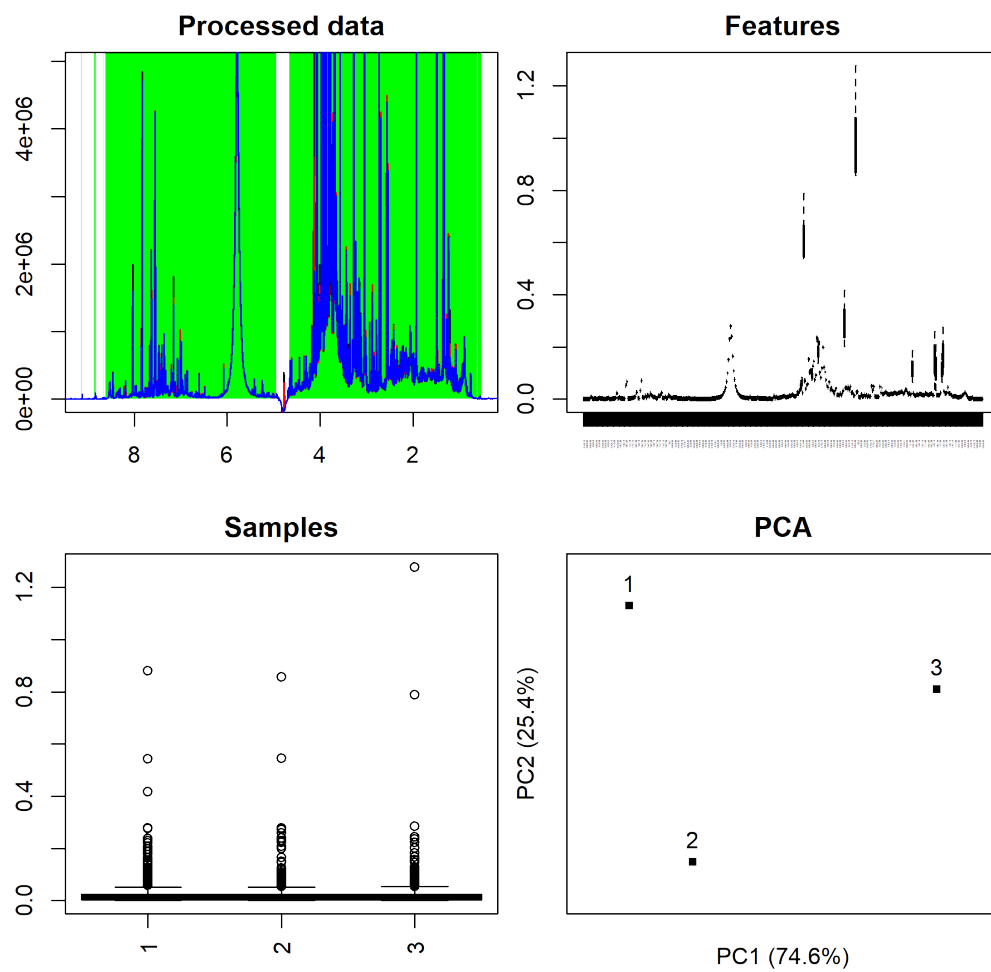 Processed data
0e+00 2e+06 4e+06
8 6 4 2
Features
0.0 0.4 0.8 1.2
Samples
0.0 0.4 0.8 1.2
1 2 3
PCA
1
3
2
PC2 (25.4%)
PC1 (74.6%)